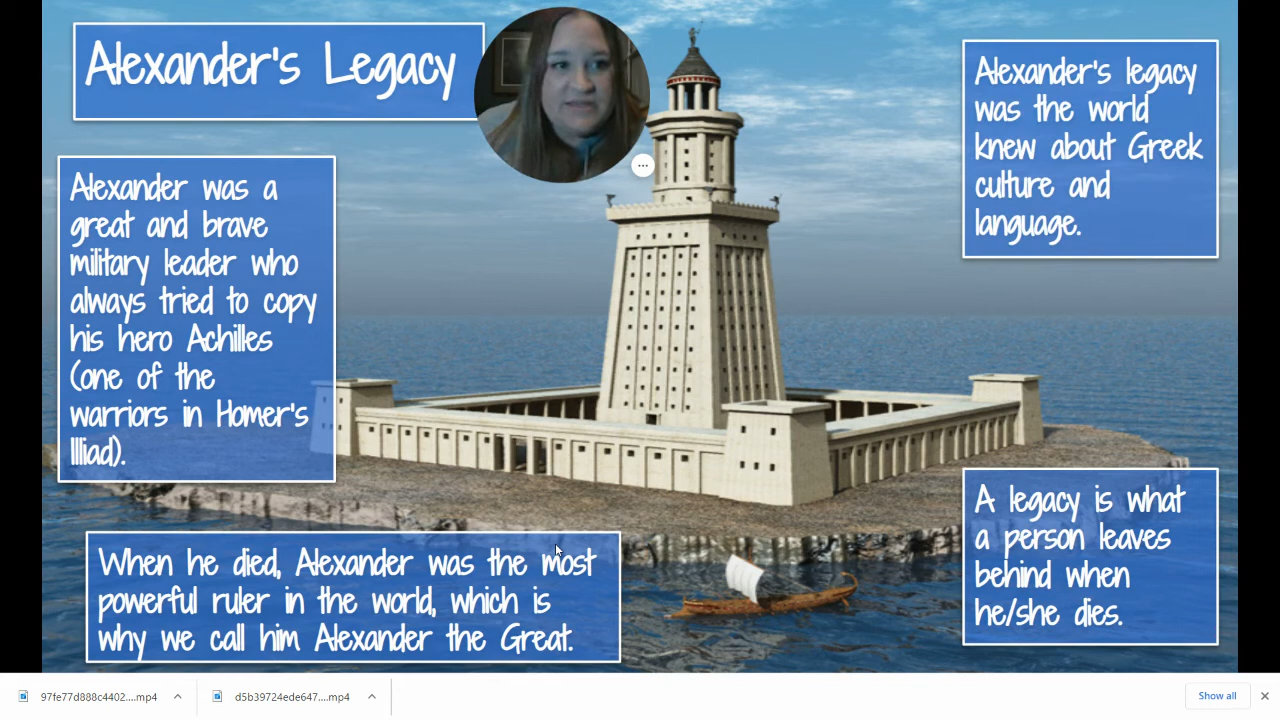 Alexander's Legacy
Alexander was a
great and brave
military leader who
always tried to copy
his hero Achilles
(one of the
warriors in Homer's
Illiad).
When he died, Alexander was the most
powerful ruler in the world, which is
why we call him Alexander the Great.
Alexander's legacy
was the world
knew about Greek
culture and
language.
A legacy is what
a person leaves
behind when
he/she dies.
97fe77d888c4402....mp4
d5b39724ede647....mp4
Show all